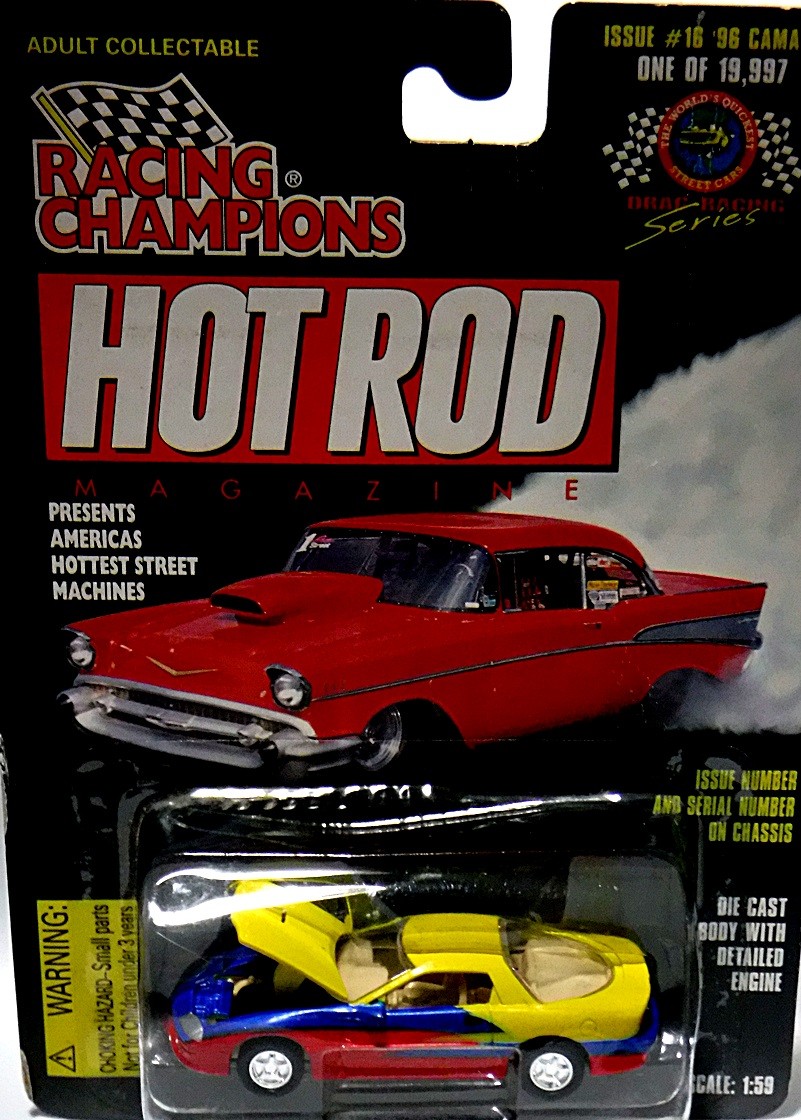 ADULT COLLECTABLE
ISSUE #16 '96 CAMA
ONE OF 19,997
RACING
CHAMPIONS®
THE WORLD'S QUICKEST
STREET CARS
DRAG RACING
Series
HOT ROD
MAGAZINE
PRESENTS
AMERICAS
HOTTEST STREET
MACHINES
ISSUE NUMBER
AND SERIAL NUMBER
ON CHASSIS
DIE CAST
BODY WITH
DETAILED
ENGINE
WARNING:
CHOKING HAZARD-Small parts
Not for Children under 3 years
SCALE: 1:59